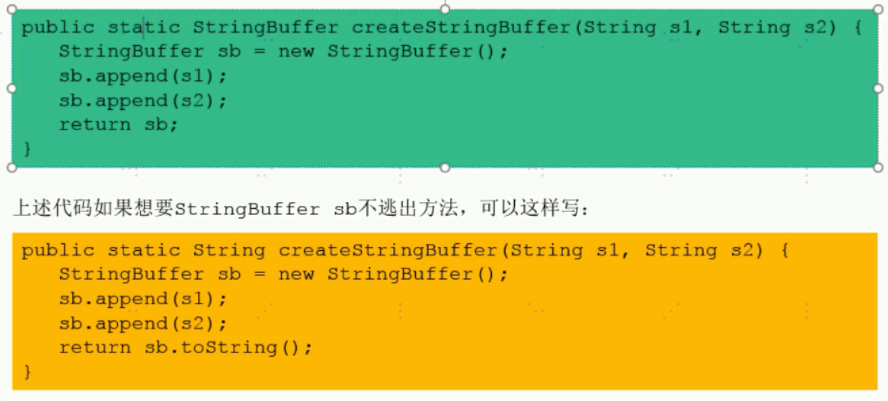 public static StringBuffer createStringBuffer(String s1, String s2) {
   StringBuffer sb = new StringBuffer();
   sb.append(s1);
   sb.append(s2);
   return sb;
}
上述代码如果想要StringBuffer sb不逃出方法，可以这样写：
public static String createStringBuffer(String s1, String s2) {
   StringBuffer sb = new StringBuffer();
   sb.append(s1);
   sb.append(s2);
   return sb.toString();
}